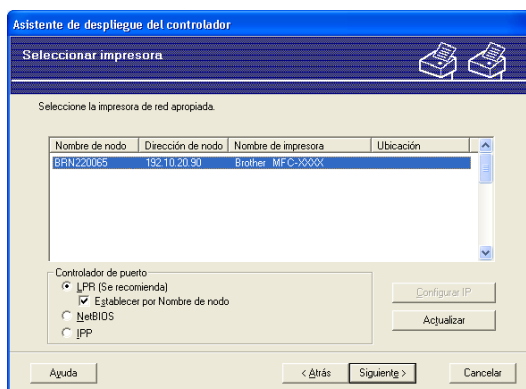 Asistente de despliegue del controlador
Seleccionar impresora
Seleccione la impresora de red apropiada.
Nombre de nodo Dirección de nodo Nombre de impresora Ubicación
BRN220065 192.10.20.90 Brother MFC-XXXX
Controlador de puerto
LPR (Se recomienda)
Establecer por Nombre de nodo
NetBIOS
IPP
Configurar IP
Actualizar
Ayuda < Atrás Siguiente > Cancelar